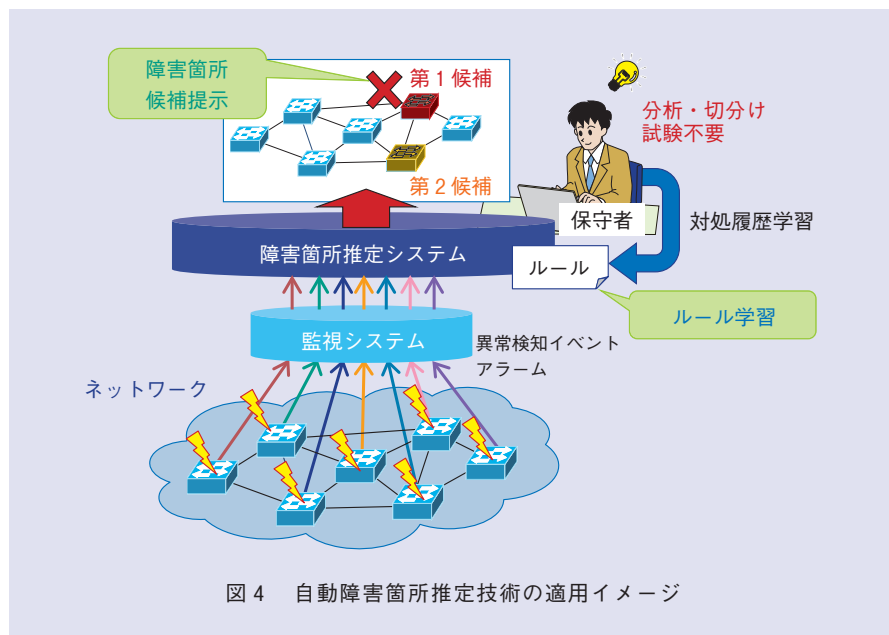 障害箇所
候補提示
第1候補
第2候補
分析・切分け
試験不要
保守者
対処履歴学習
障害箇所推定システム
ルール
ルール学習
監視システム
異常検知イベント
アラーム
ネットワーク
図4 自動障害箇所推定技術の適用イメージ